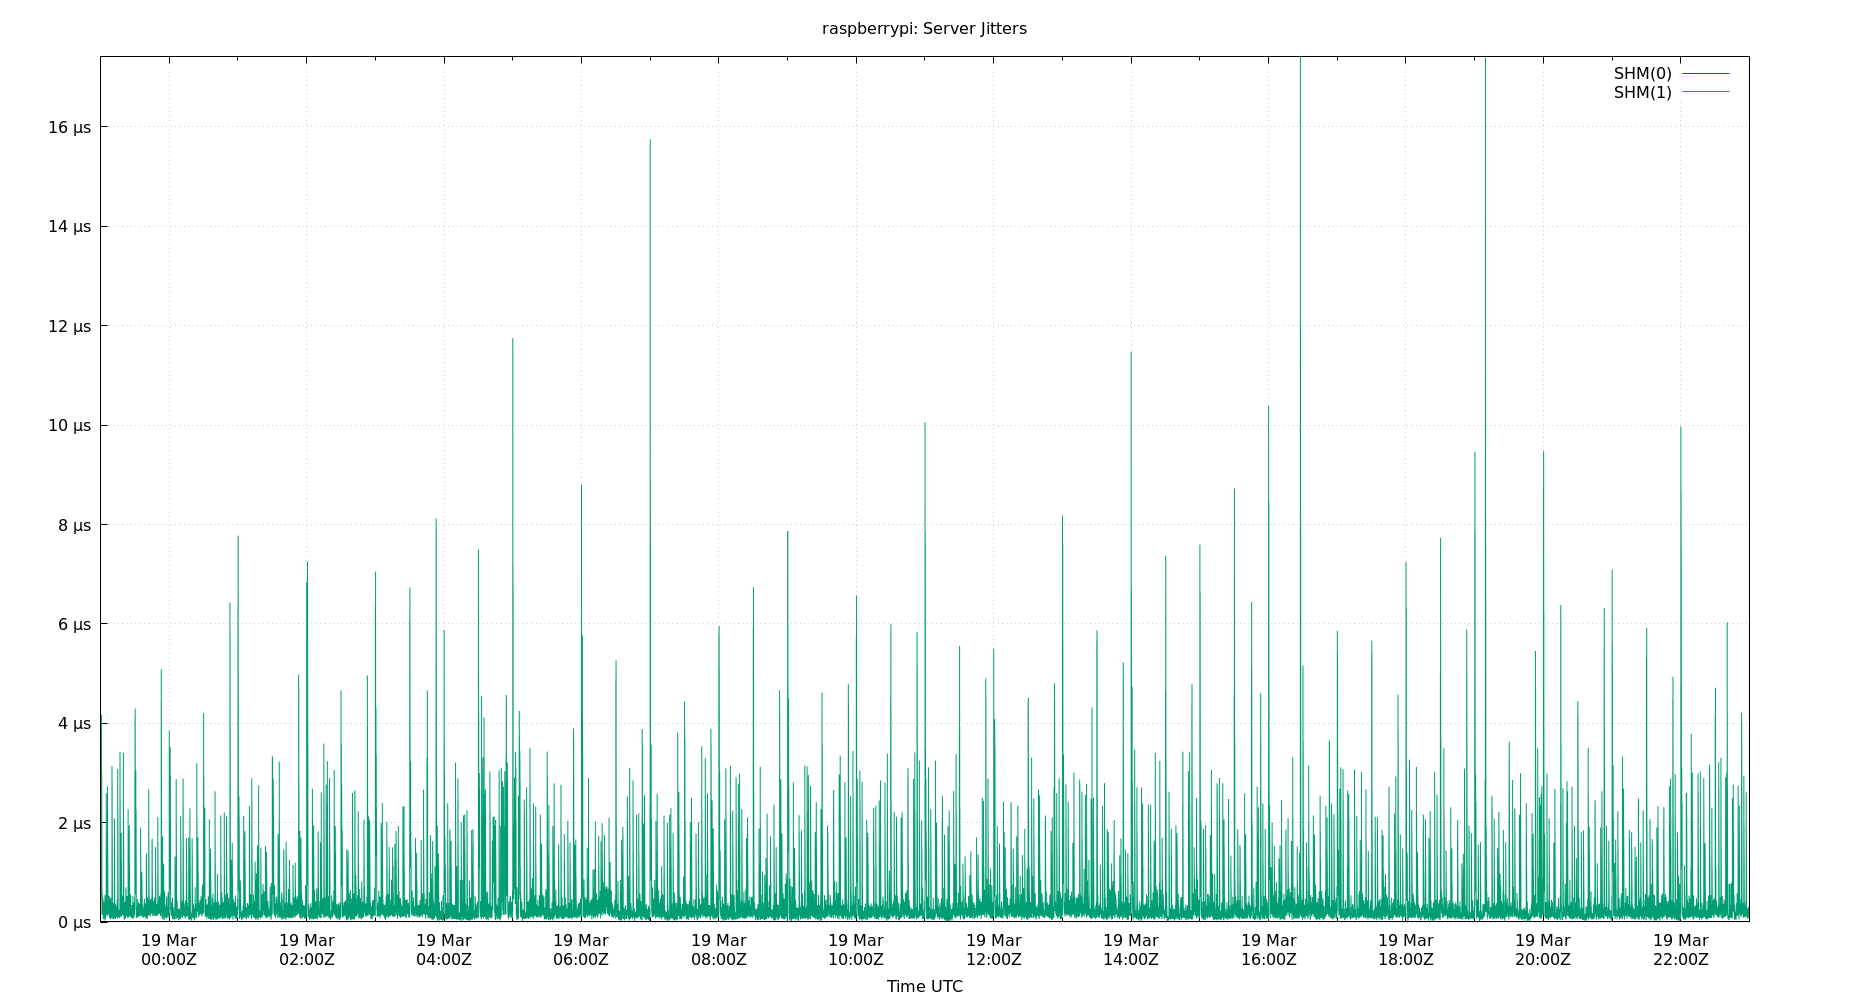 raspberrypi: Server Jitters
SHM(0)
SHM(1)
16 µs
14 µs
12 µs
10 µs
8 µs
6 µs
4 µs
2 µs
0 µs
19 Mar 19 Mar 19 Mar 19 Mar 19 Mar 19 Mar 19 Mar 19 Mar 19 Mar 19 Mar 19 Mar 19 Mar
00:00Z 02:00Z 04:00Z 06:00Z 08:00Z 10:00Z 12:00Z 14:00Z 16:00Z 18:00Z 20:00Z 22:00Z
Time UTC